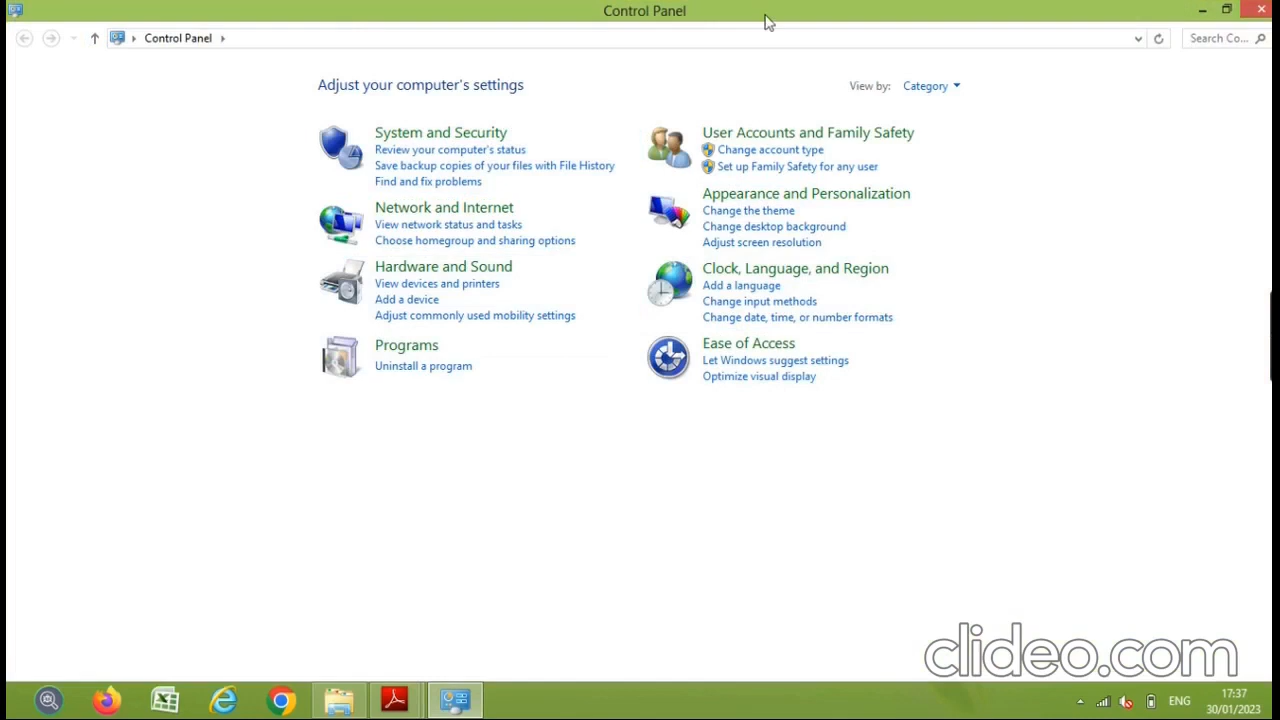 Control Panel
Control Panel
Search Co...
Adjust your computer's settings
View by: Category
System and Security
Review your computer's status
Save backup copies of your files with File History
Find and fix problems
Network and Internet
View network status and tasks
Choose homegroup and sharing options
Hardware and Sound
View devices and printers
Add a device
Adjust commonly used mobility settings
Programs
Uninstall a program
User Accounts and Family Safety
Change account type
Set up Family Safety for any user
Appearance and Personalization
Change the theme
Change desktop background
Adjust screen resolution
Clock, Language, and Region
Add a language
Change input methods
Change date, time, or number formats
Ease of Access
Let Windows suggest settings
Optimize visual display
clideo.com
ENG
17:37
30/01/2023